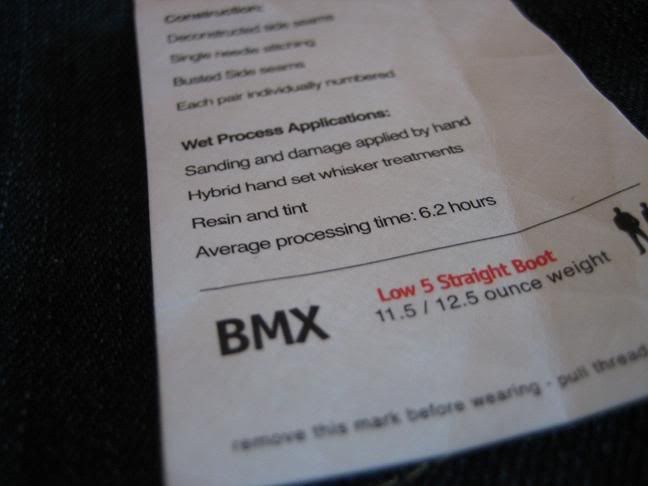 Construction:
Deconstructed side seams
Single needle stitching
Busted Side seams
Each pair individually numbered
Wet Process Applications:
Sanding and damage applied by hand
Hybrid hand set whisker treatments
Resin and tint
Average processing time: 6.2 hours
BMX
Low 5 Straight Boot
11.5 / 12.5 ounce weight
remove this mark before wearing - pull thread